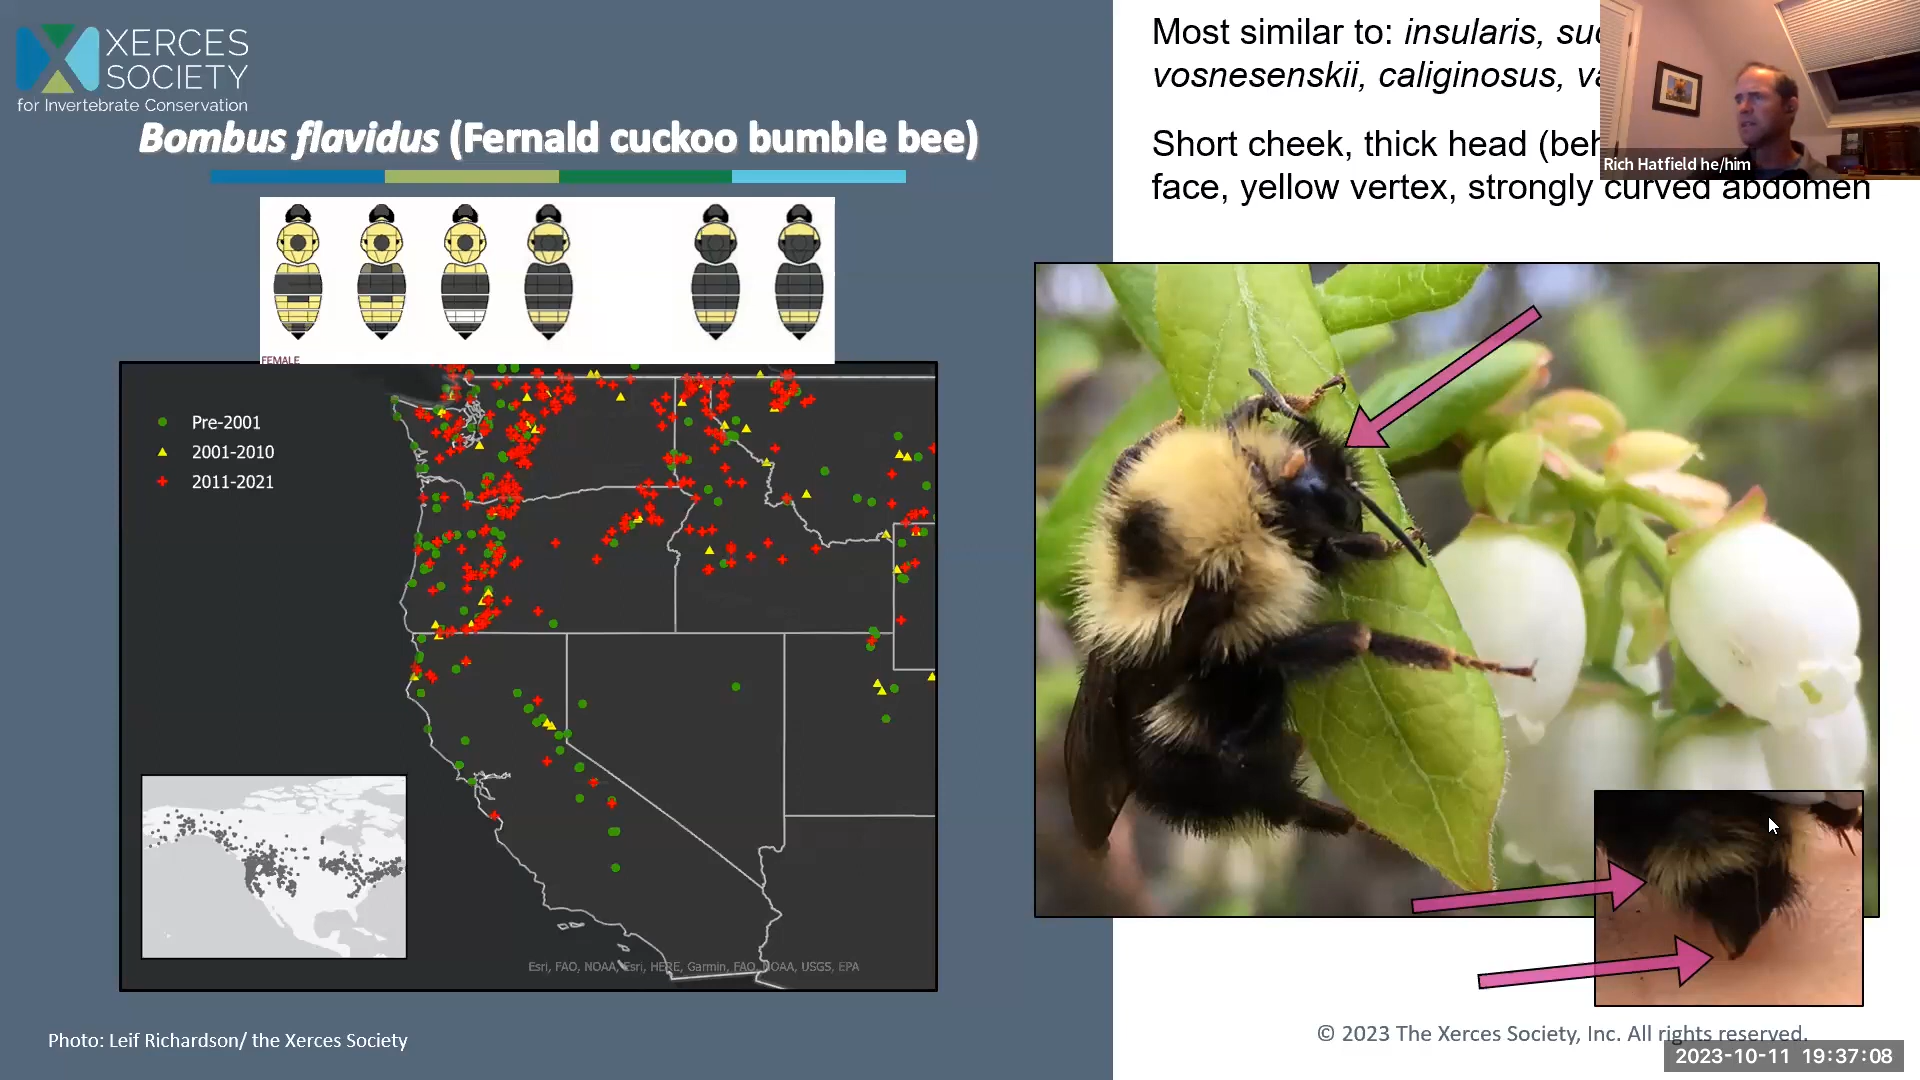 XERCES
SOCIETY
for Invertebrate Conservation
Bombus flavidus (Fernald cuckoo bumble bee)
FEMALE
Pre-2001
2001-2010
2011-2021
Esri, FAO, NOAA, Esri, HERE, Garmin, FAO, NOAA, USGS, EPA
Photo: Leif Richardson/ the Xerces Society
Most similar to: insularis,
vosnesenskii, caliginosus,
Short cheek, thick head
face, yellow vertex, strongly curved abdomen
Rich Hatfield he/him
© 2023 The Xerces Society, Inc. All rights reserved.
2023-10-11 19:37:08